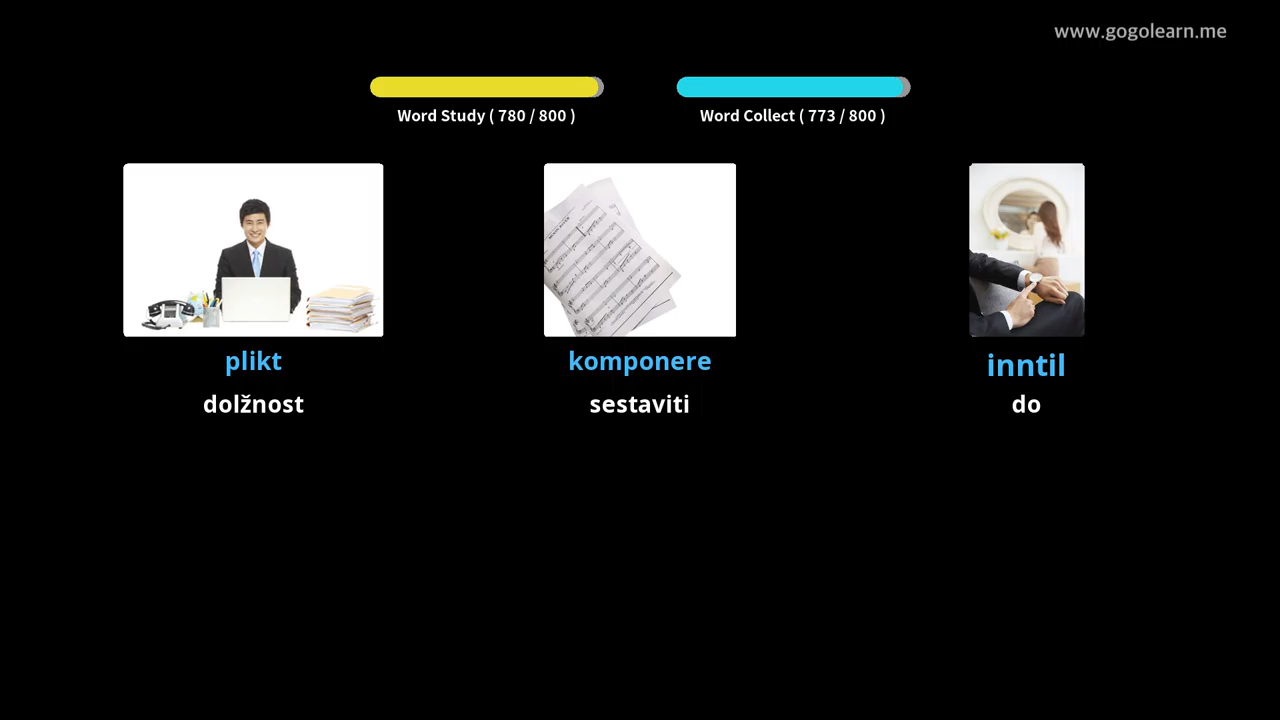 www.gogolearn.me
Word Study ( 780 / 800 )
Word Collect ( 773 / 800 )
plikt
komponere
inntil
dolžnost
sestaviti
do